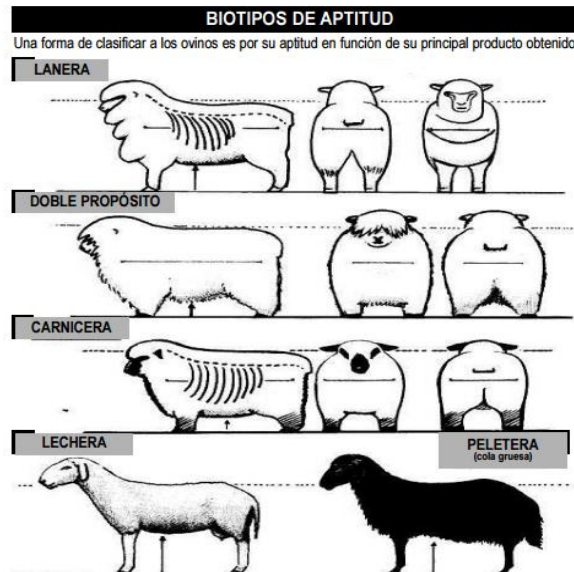 BIOTIPOS DE APTITUD
Una forma de clasificar a los ovinos es por su aptitud en función de su principal producto obtenido
LANERA
DOBLE PROPÓSITO
CARNICERA
LECHERA
PELETERA
(cola gruesa)